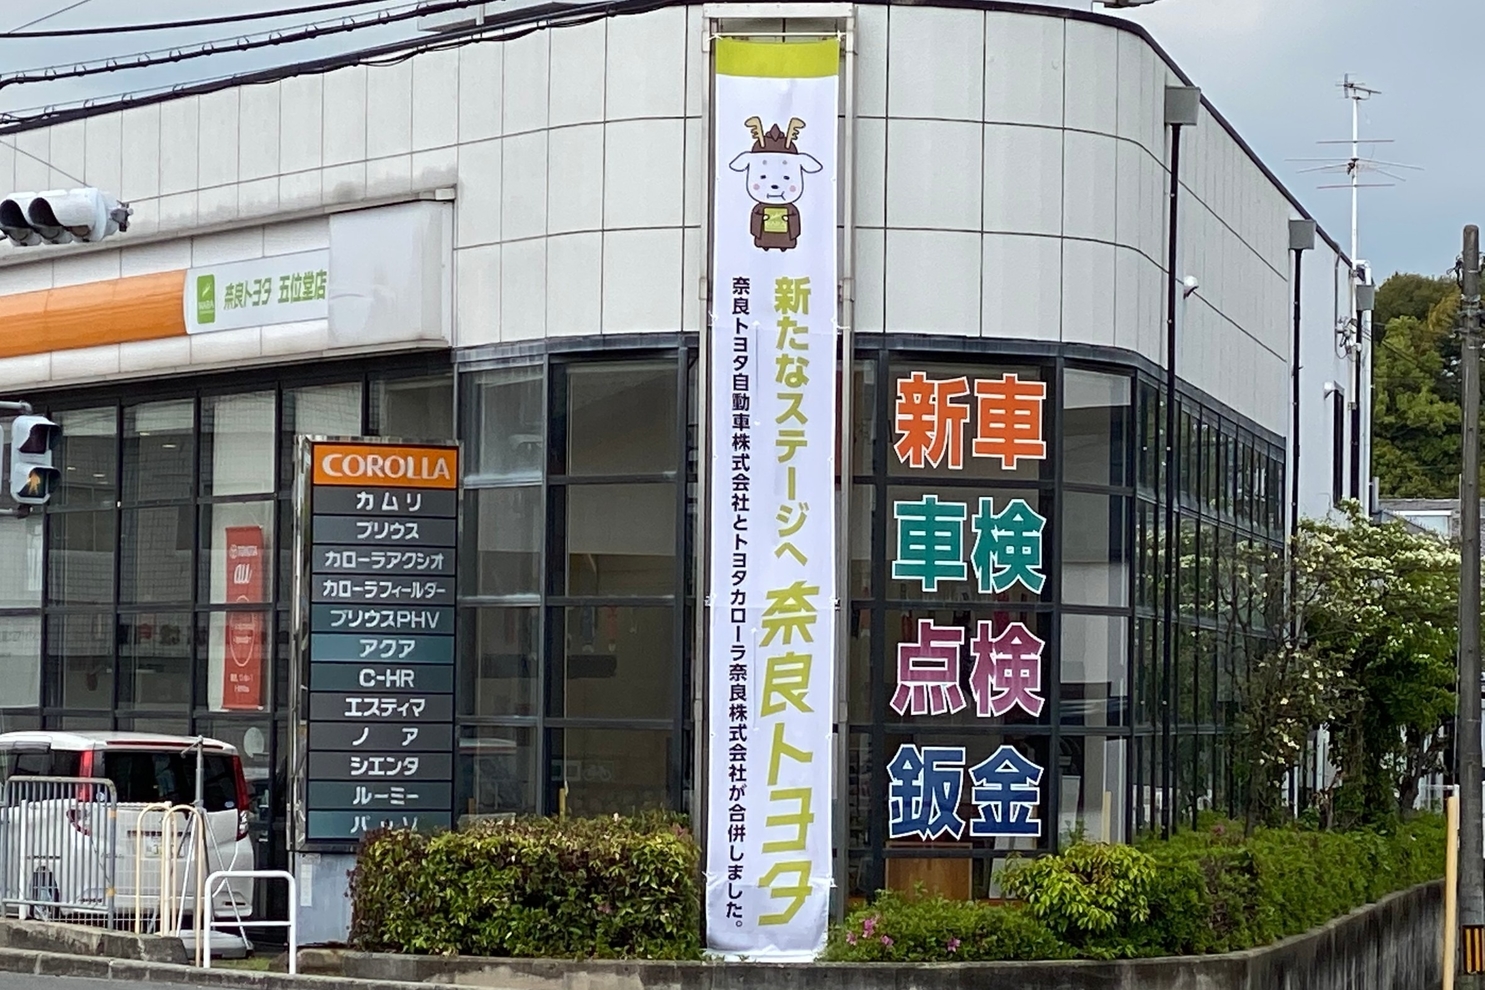 奈良トヨタ 五位堂店
COROLLA
カムリ
プリウス
カローラアクシオ
カローラフィールダー
プリウスPHV
アクア
C-HR
エスティマ
ノア
シエンタ
ルーミー
パッソ
TOYOTA
au
新たなステージへ 奈良トヨタ
奈良トヨタ自動車株式会社とトヨタカローラ奈良株式会社が合併しました。
新車
車検
点検
鈑金